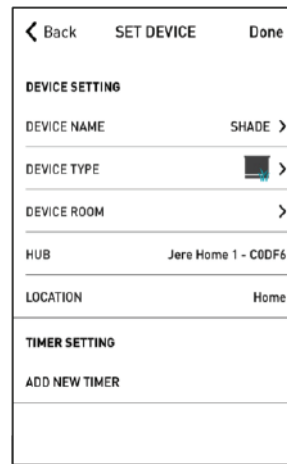 Back SET DEVICE Done
DEVICE SETTING
DEVICE NAME SHADE
DEVICE TYPE
DEVICE ROOM
HUB Jere Home 1 - C0DF6
LOCATION Home
TIMER SETTING
ADD NEW TIMER